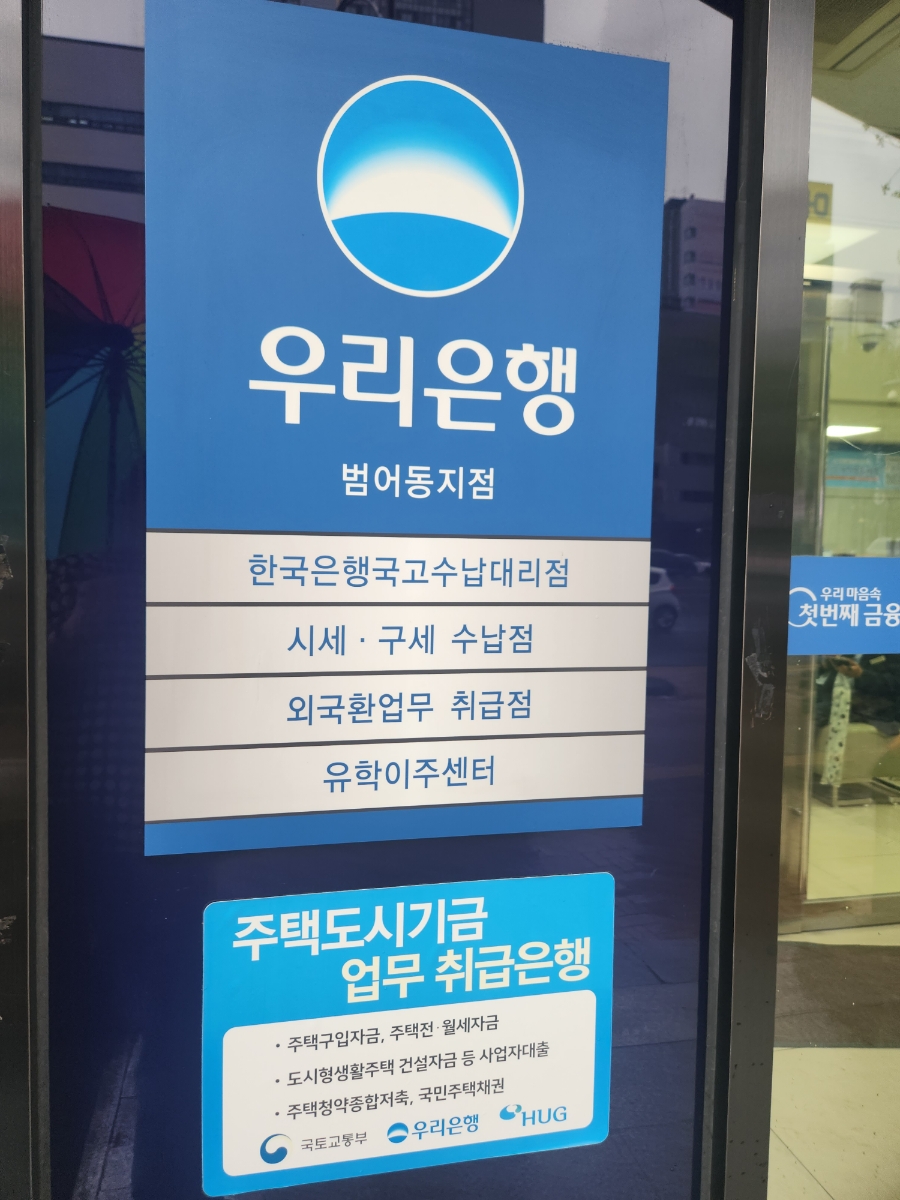 우리은행
범어동지점
한국은행국고수납대리점
시세 · 구세 수납점
외국환업무 취급점
유학이주센터
우리 마음속
첫번째 금융
주택도시기금
업무 취급은행
· 주택구입자금, 주택전·월세자금
· 도시형생활주택 건설자금 등 사업자대출
· 주택청약종합저축, 국민주택채권
국토교통부 우리은행 HUG